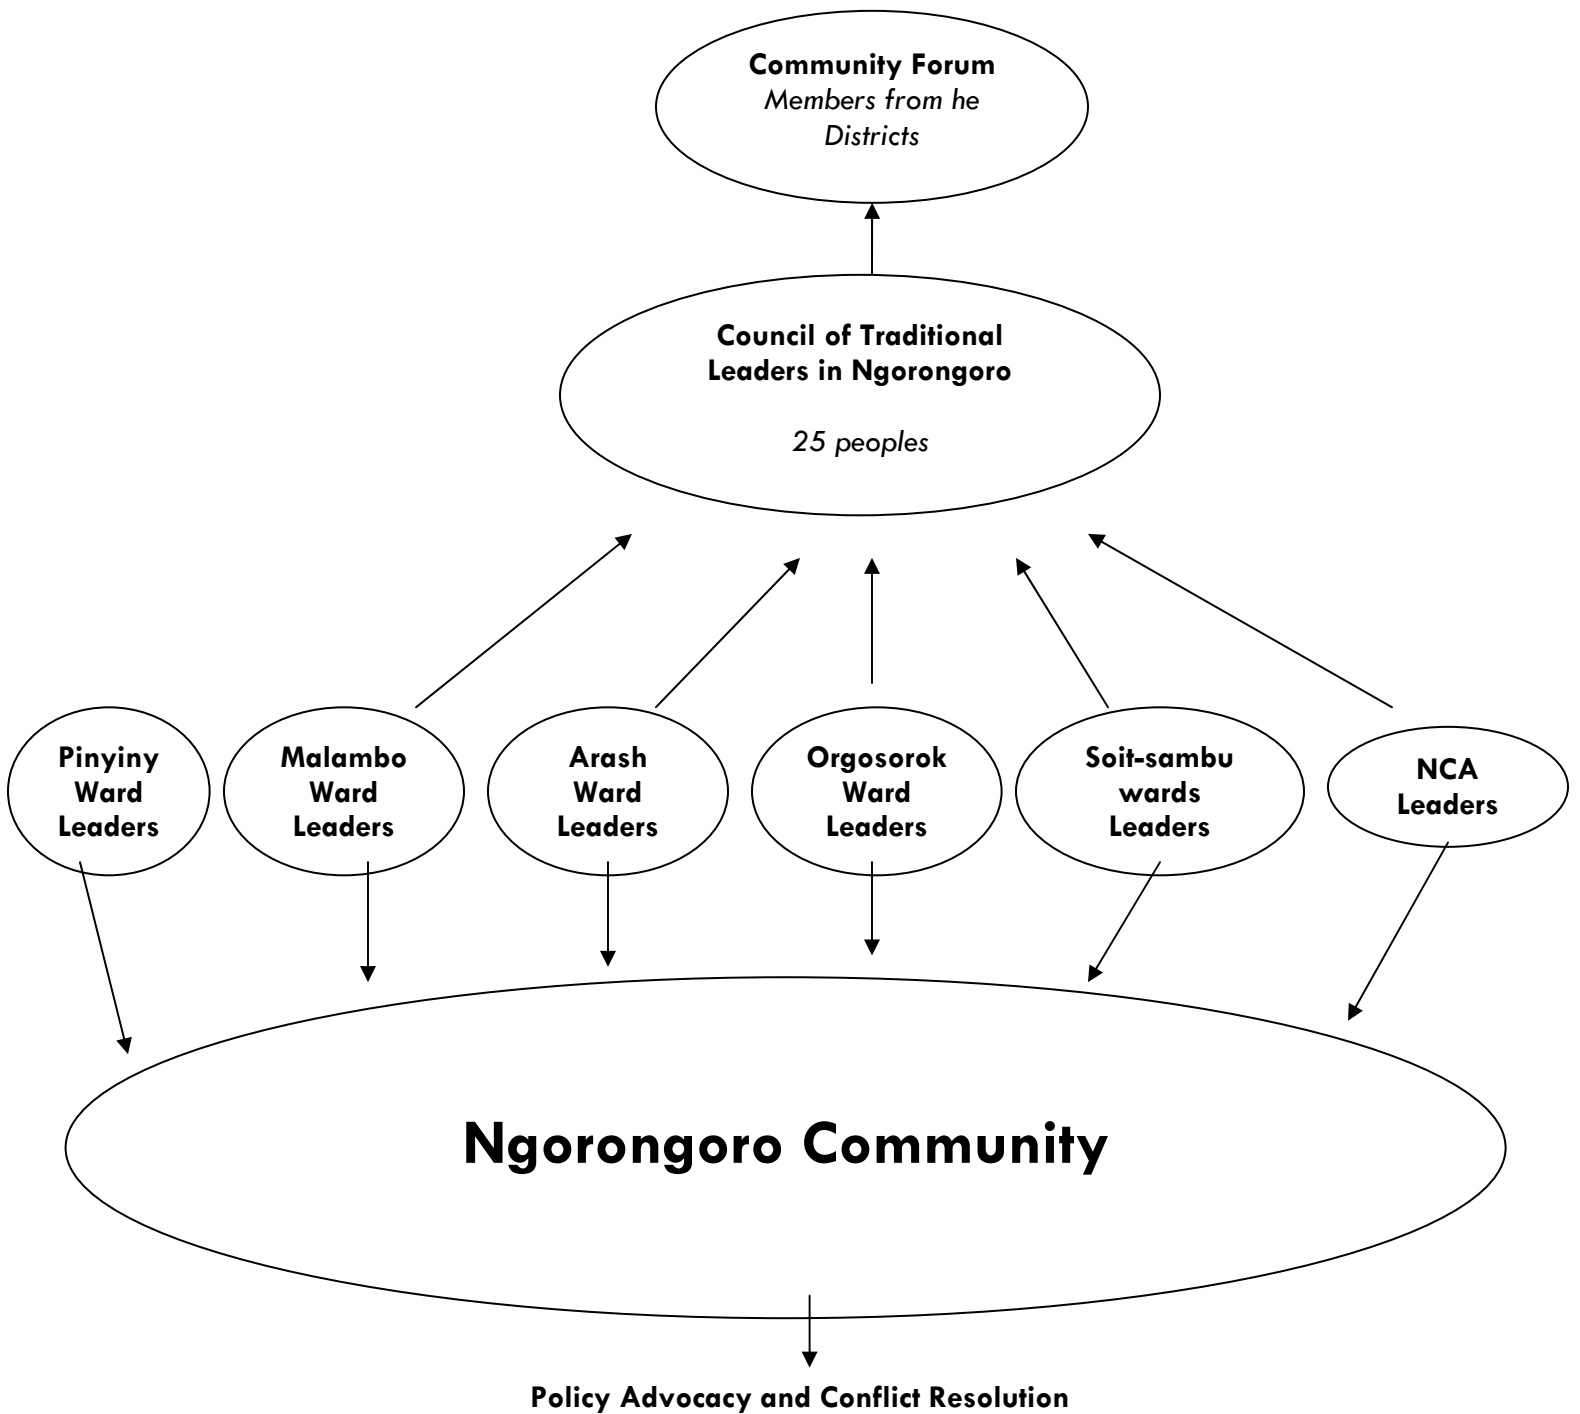 Community Forum
Members from he
Districts
Council of Traditional
Leaders in Ngorongoro
25 peoples
Pinyiny
Ward
Leaders
Malambo
Ward
Leaders
Arash
Ward
Leaders
Orgosorok
Ward
Leaders
Soit-sambu
wards
Leaders
NCA
Leaders
Ngorongoro Community
Policy Advocacy and Conflict Resolution